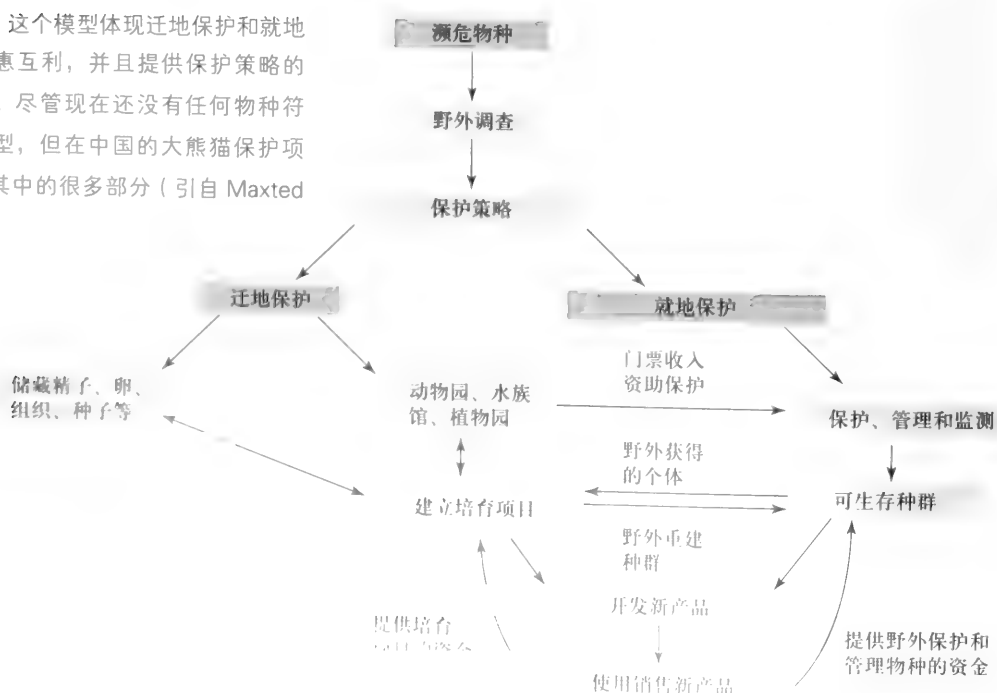 这个模型体现迁地保护和就地
惠互利，并且提供保护策略的
尽管现在还没有任何物种符
型，但在中国的大熊猫保护项
其中的很多部分（引自 Maxted
濒危物种
野外调查
保护策略
迁地保护
就地保护
储藏精子、卵、
组织、种子等
动物园、水族
馆、植物园
门票收入
资助保护
保护、管理和监测
野外获得
的个体
建立培育项目
可生存种群
野外重建
种群
开发新产品
提供培育
使用销售新产品
提供野外保护和
管理物种的资金